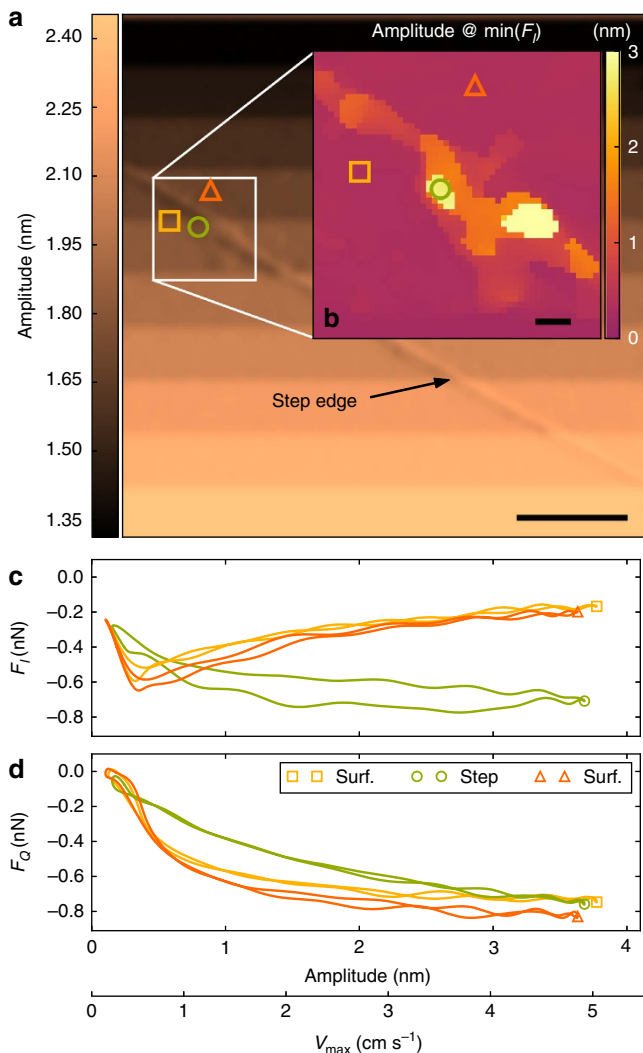 a
2.40
2.25
2.10
1.95
1.80
1.65
1.50
1.35
Amplitude (nm)
Amplitude @ min(F_I)
(nm)
3
2
1
0
b
Step edge
c
0.0
−0.2
−0.4
−0.6
−0.8
F_I (nN)
d
0.0
−0.2
−0.4
−0.6
−0.8
F_Q (nN)
Surf.
Step
Surf.
0
1
2
3
4
Amplitude (nm)
0
1
2
3
4
5
V_max (cm s⁻¹)